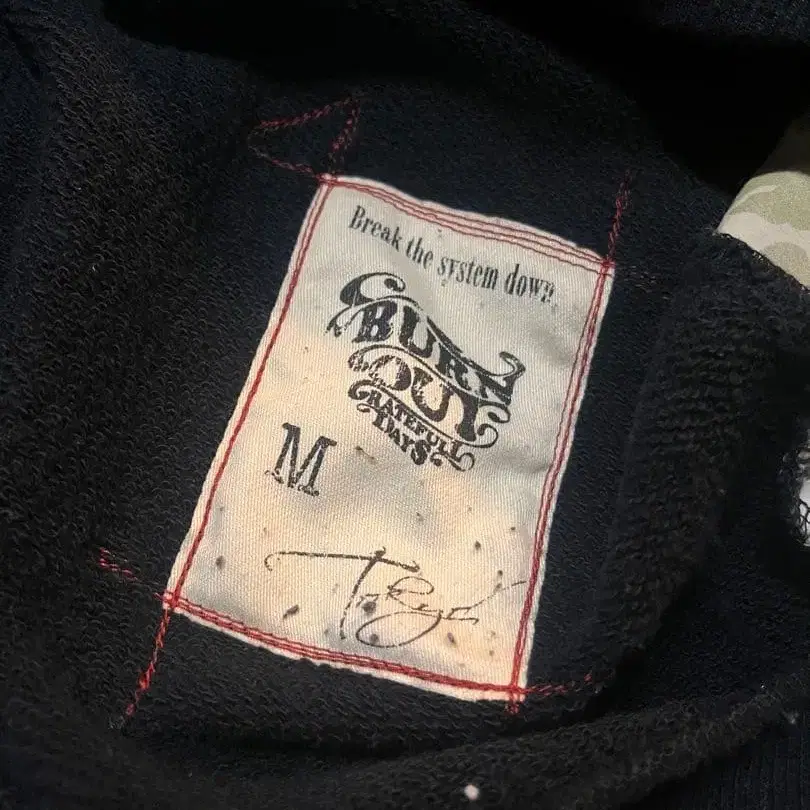 Break the system down.
BURN
OUT
GRATEFULL
DAYS
M
Tokyo